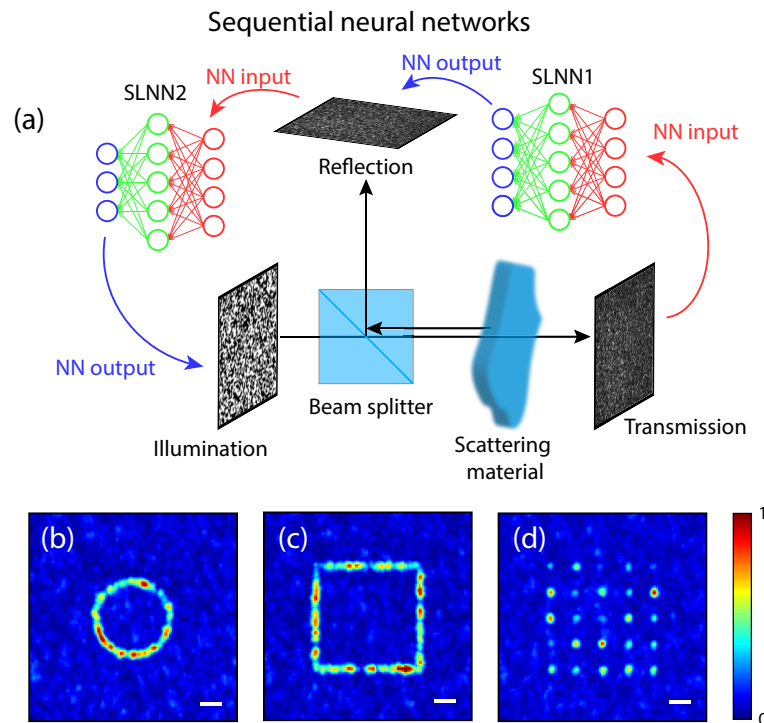 Sequential neural networks
(a)
SLNN2
NN input
NN output
SLNN1
NN input
Reflection
NN output
Illumination
Beam splitter
Scattering
material
Transmission
(b)
(c)
(d)
1
0